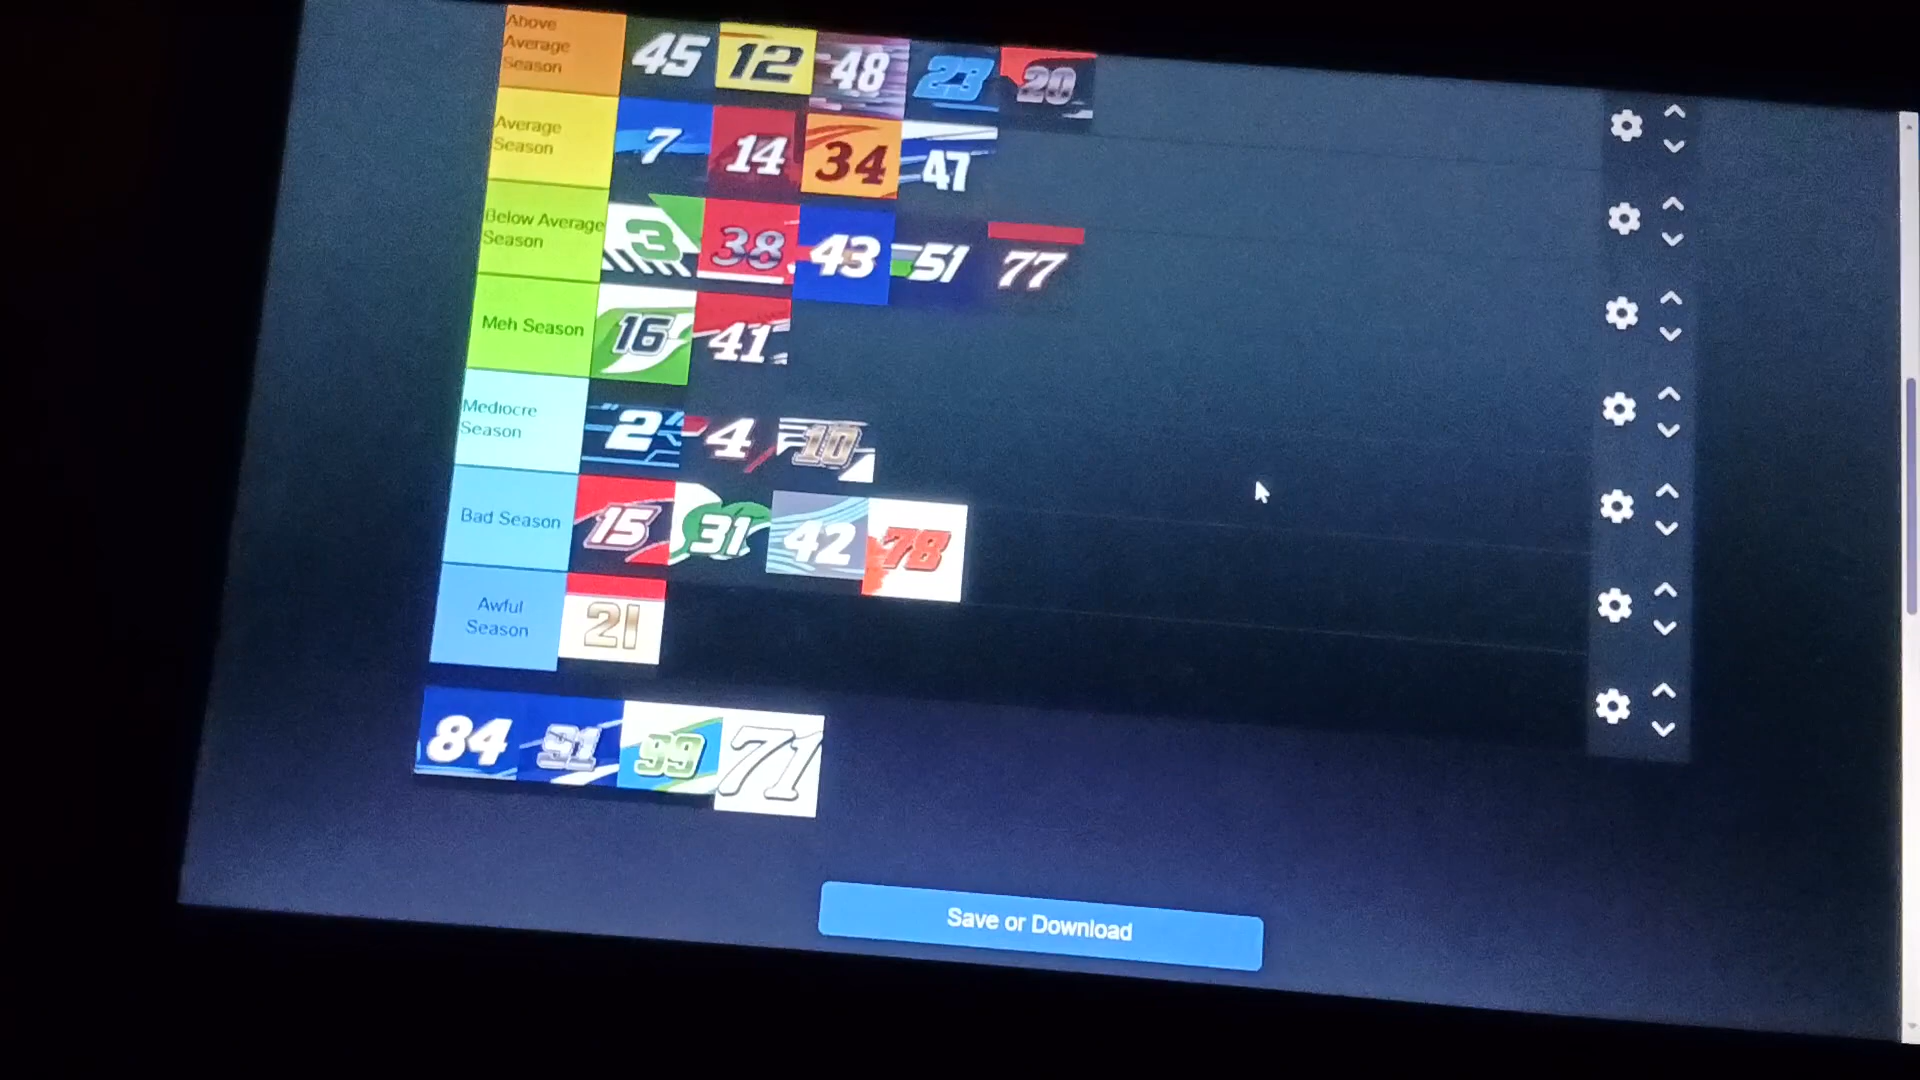 Above
Average
Season
45 12 48 23 20
Average
Season
7 14 34 47
Below Average
Season
3 38 43 51 77
Meh Season
16 41
Mediocre
Season
2 4 10
Bad Season
15 31 42 78
Awful
Season
21
84 51 99 71
Save or Download